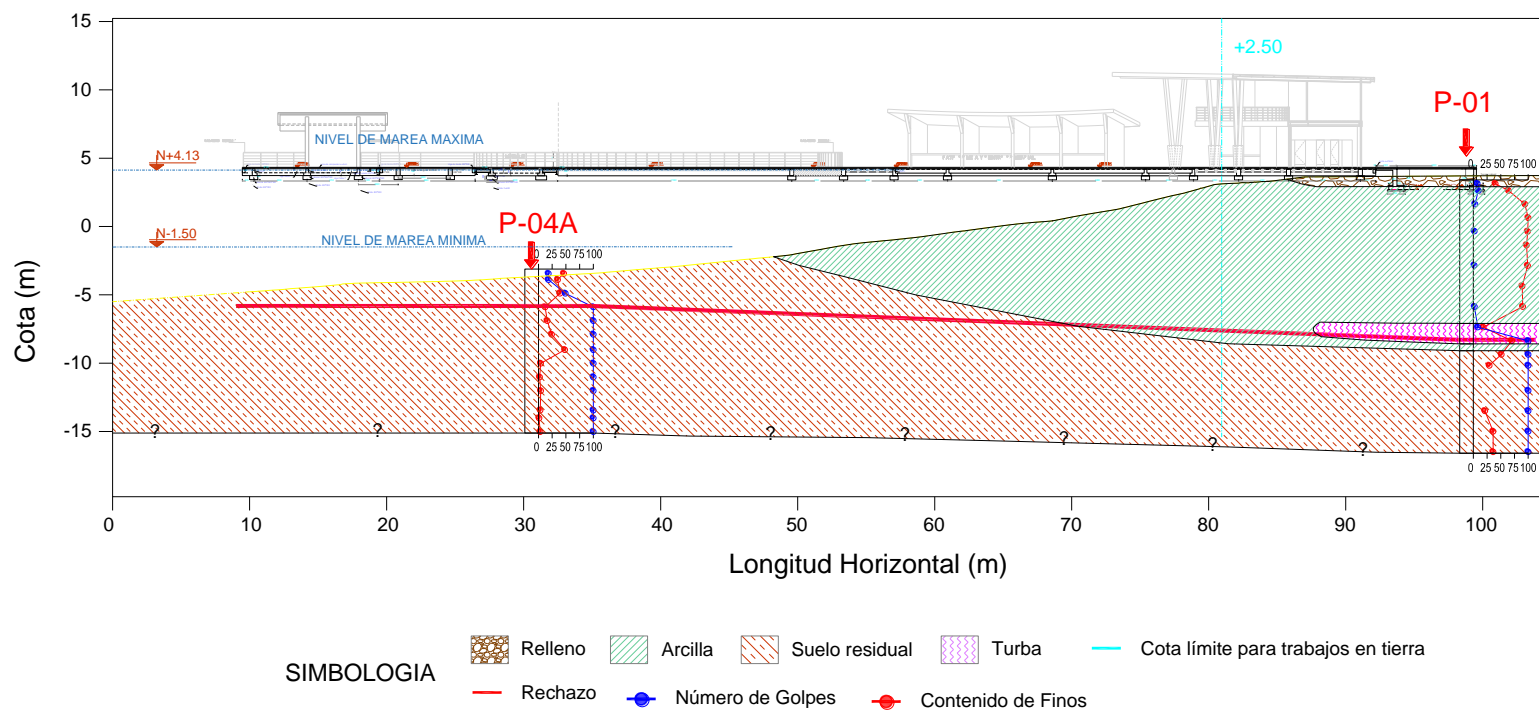 15
10
5
0
-5
-10
-15
Cota (m)
+2.50
P-01
NIVEL DE MAREA MAXIMA
N+4.13
0 25 50 75 100
P-04A
N-1.50
NIVEL DE MAREA MINIMA
0 25 50 75 100
? ? ? ? ? ? ? ?
0 25 50 75 100
0 25 50 75 100
0 10 20 30 40 50 60 70 80 90 100
Longitud Horizontal (m)
SIMBOLOGIA
Relleno
Arcilla
Suelo residual
Turba
Cota límite para trabajos en tierra
Rechazo
Número de Golpes
Contenido de Finos